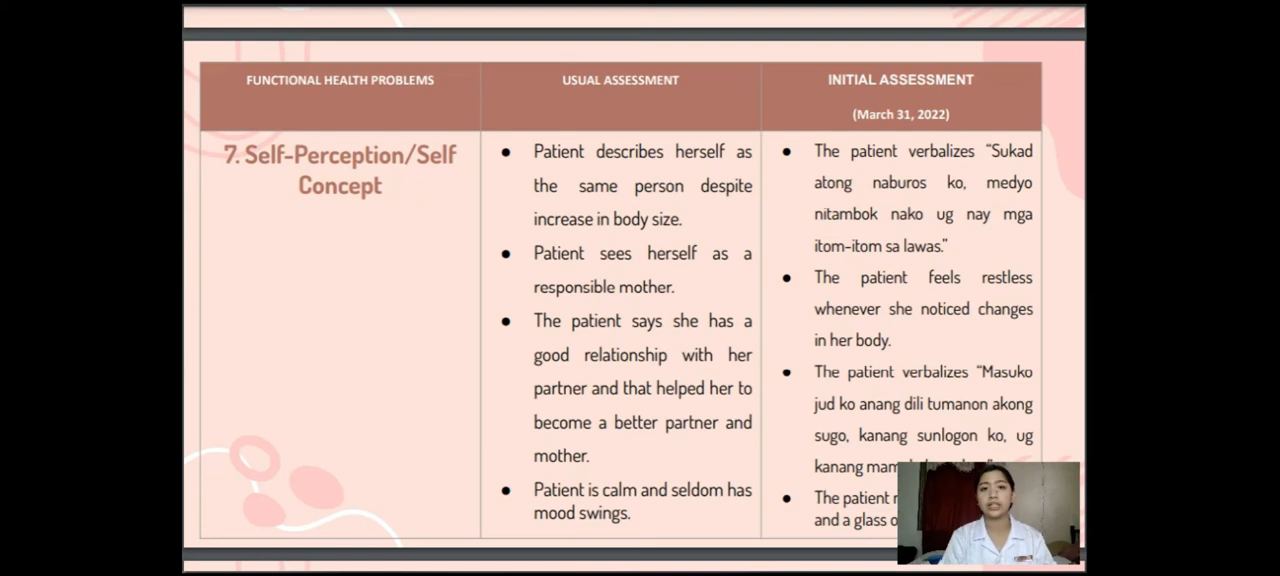 FUNCTIONAL HEALTH PROBLEMS
USUAL ASSESSMENT
INITIAL ASSESSMENT
(March 31, 2022)
7. Self-Perception/Self
Concept
● Patient describes herself as
the same person despite
increase in body size.
● Patient sees herself as a
responsible mother.
● The patient says she has a
good relationship with her
partner and that helped her to
become a better partner and
mother.
● Patient is calm and seldom has
mood swings.
● The patient verbalizes “Sukad
atong naburos ko, medyo
nitambok nako ug nay mga
itom-itom sa lawas.”
● The patient feels restless
whenever she noticed changes
in her body.
● The patient verbalizes “Masuko
jud ko anang dili tumanon akong
sugo, kanang sunlogon ko, ug
kanang
● The patient
and a glass